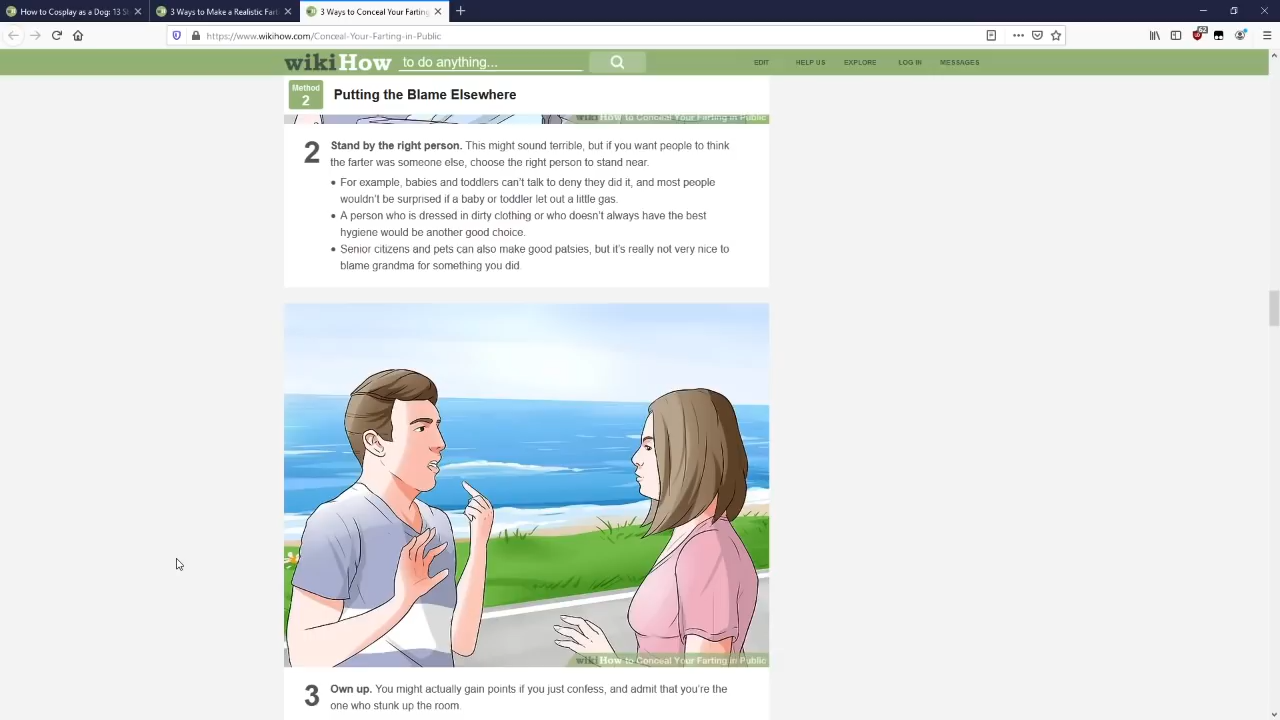 How to Cosplay as a Dog: 13 St
3 Ways to Make a Realistic Fart
3 Ways to Conceal Your Farting
https://www.wikihow.com/Conceal-Your-Farting-in-Public
wikiHow to do anything... EDIT HELP US EXPLORE LOG IN MESSAGES
Method
2
Putting the Blame Elsewhere
wikiHow to Conceal Your Farting in Public
2 Stand by the right person. This might sound terrible, but if you want people to think
the farter was someone else, choose the right person to stand near.
• For example, babies and toddlers can't talk to deny they did it, and most people
wouldn't be surprised if a baby or toddler let out a little gas.
• A person who is dressed in dirty clothing or who doesn't always have the best
hygiene would be another good choice.
• Senior citizens and pets can also make good patsies, but it's really not very nice to
blame grandma for something you did.
wikiHow to Conceal Your Farting in Public
3 Own up. You might actually gain points if you just confess, and admit that you're the
one who stunk up the room.